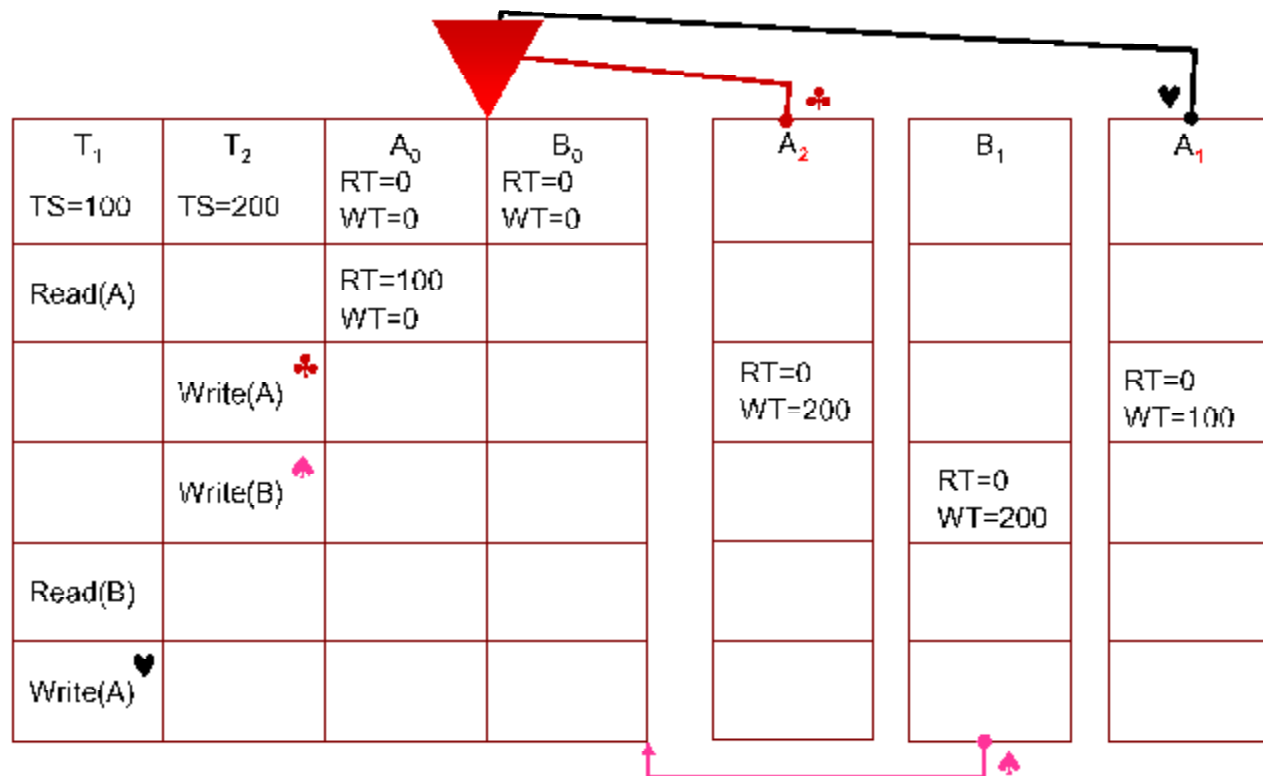 T₁ T₂ A₀ B₀ A₂ B₁ A₁
TS=100 TS=200 RT=0 RT=0
WT=0 WT=0
Read(A) RT=100
WT=0
Write(A) RT=0 RT=0
WT=200 WT=100
Write(B) RT=0
WT=200
Read(B)
Write(A)